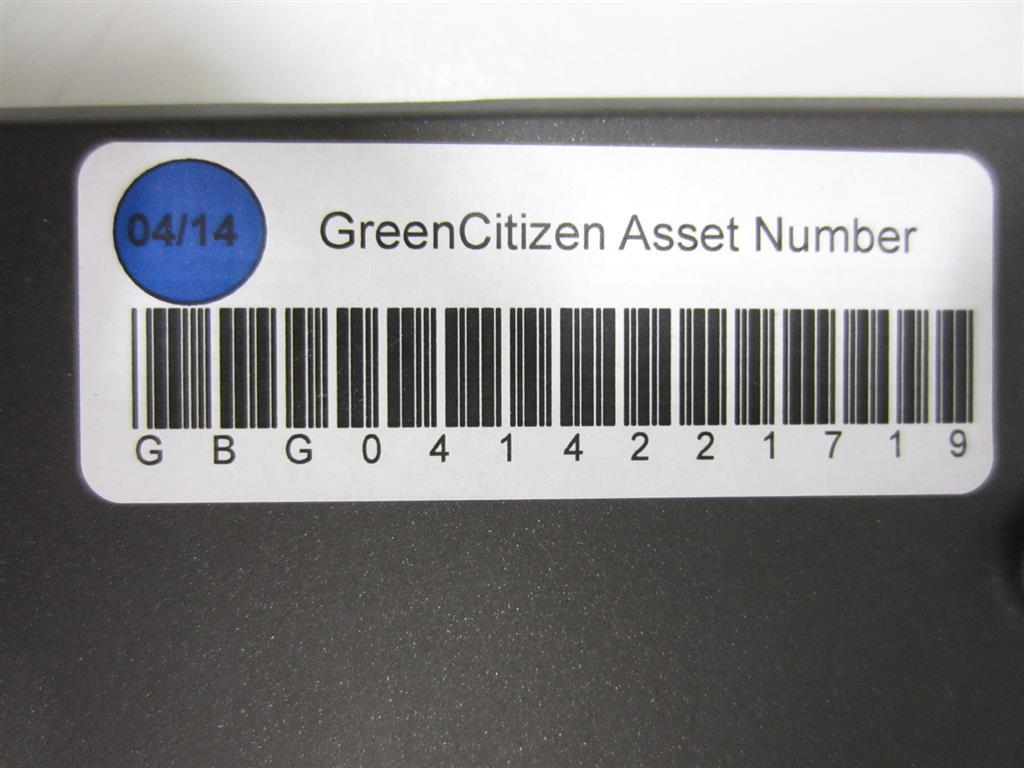 04/14
GreenCitizen Asset Number
G B G 0 4 1 4 2 2 1 7 1 9